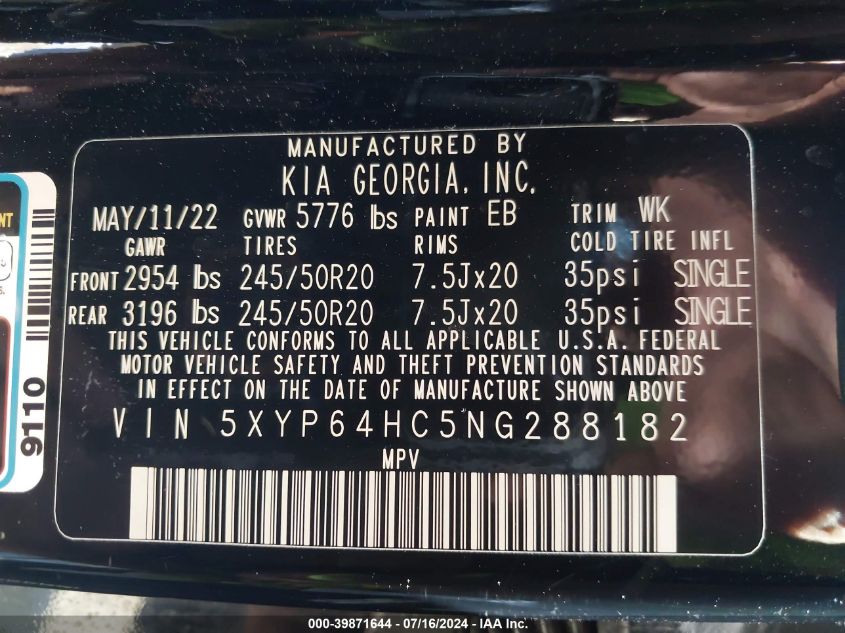 MANUFACTURED BY
KIA GEORGIA, INC.
MAY/11/22 GVWR 5776 lbs PAINT EB TRIM WK
GAWR TIRES RIMS COLD TIRE INFL
FRONT 2954 lbs 245/50R20 7.5Jx20 35psi SINGLE
REAR 3196 lbs 245/50R20 7.5Jx20 35psi SINGLE
THIS VEHICLE CONFORMS TO ALL APPLICABLE U.S.A. FEDERAL
MOTOR VEHICLE SAFETY AND THEFT PREVENTION STANDARDS
IN EFFECT ON THE DATE OF MANUFACTURE SHOWN ABOVE
VIN 5XYP64HC5NG288182
MPV
9110
000-39871644 - 07/16/2024 - IAA Inc.